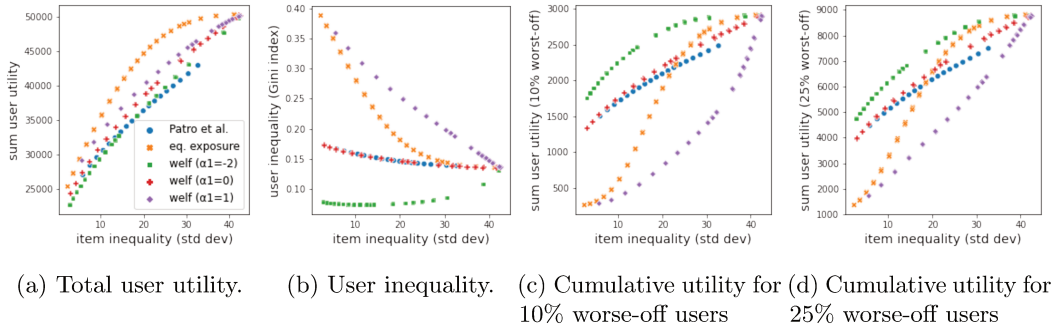 sum user utility
50000
45000
40000
35000
30000
25000
10
20
30
40
item inequality (std dev)
Patro et al.
eq. exposure
welf (α1=-2)
welf (α1=0)
welf (α1=1)
user inequality (Gini index)
0.40
0.35
0.30
0.25
0.20
0.15
0.10
10
20
30
40
item inequality (std dev)
sum user utility (10% worst-off)
3000
2500
2000
1500
1000
500
10
20
30
40
item inequality (std dev)
sum user utility (25% worst-off)
9000
8000
7000
6000
5000
4000
3000
2000
1000
10
20
30
40
item inequality (std dev)
(a) Total user utility.
(b) User inequality.
(c) Cumulative utility for
10% worse-off users
(d) Cumulative utility for
25% worse-off users